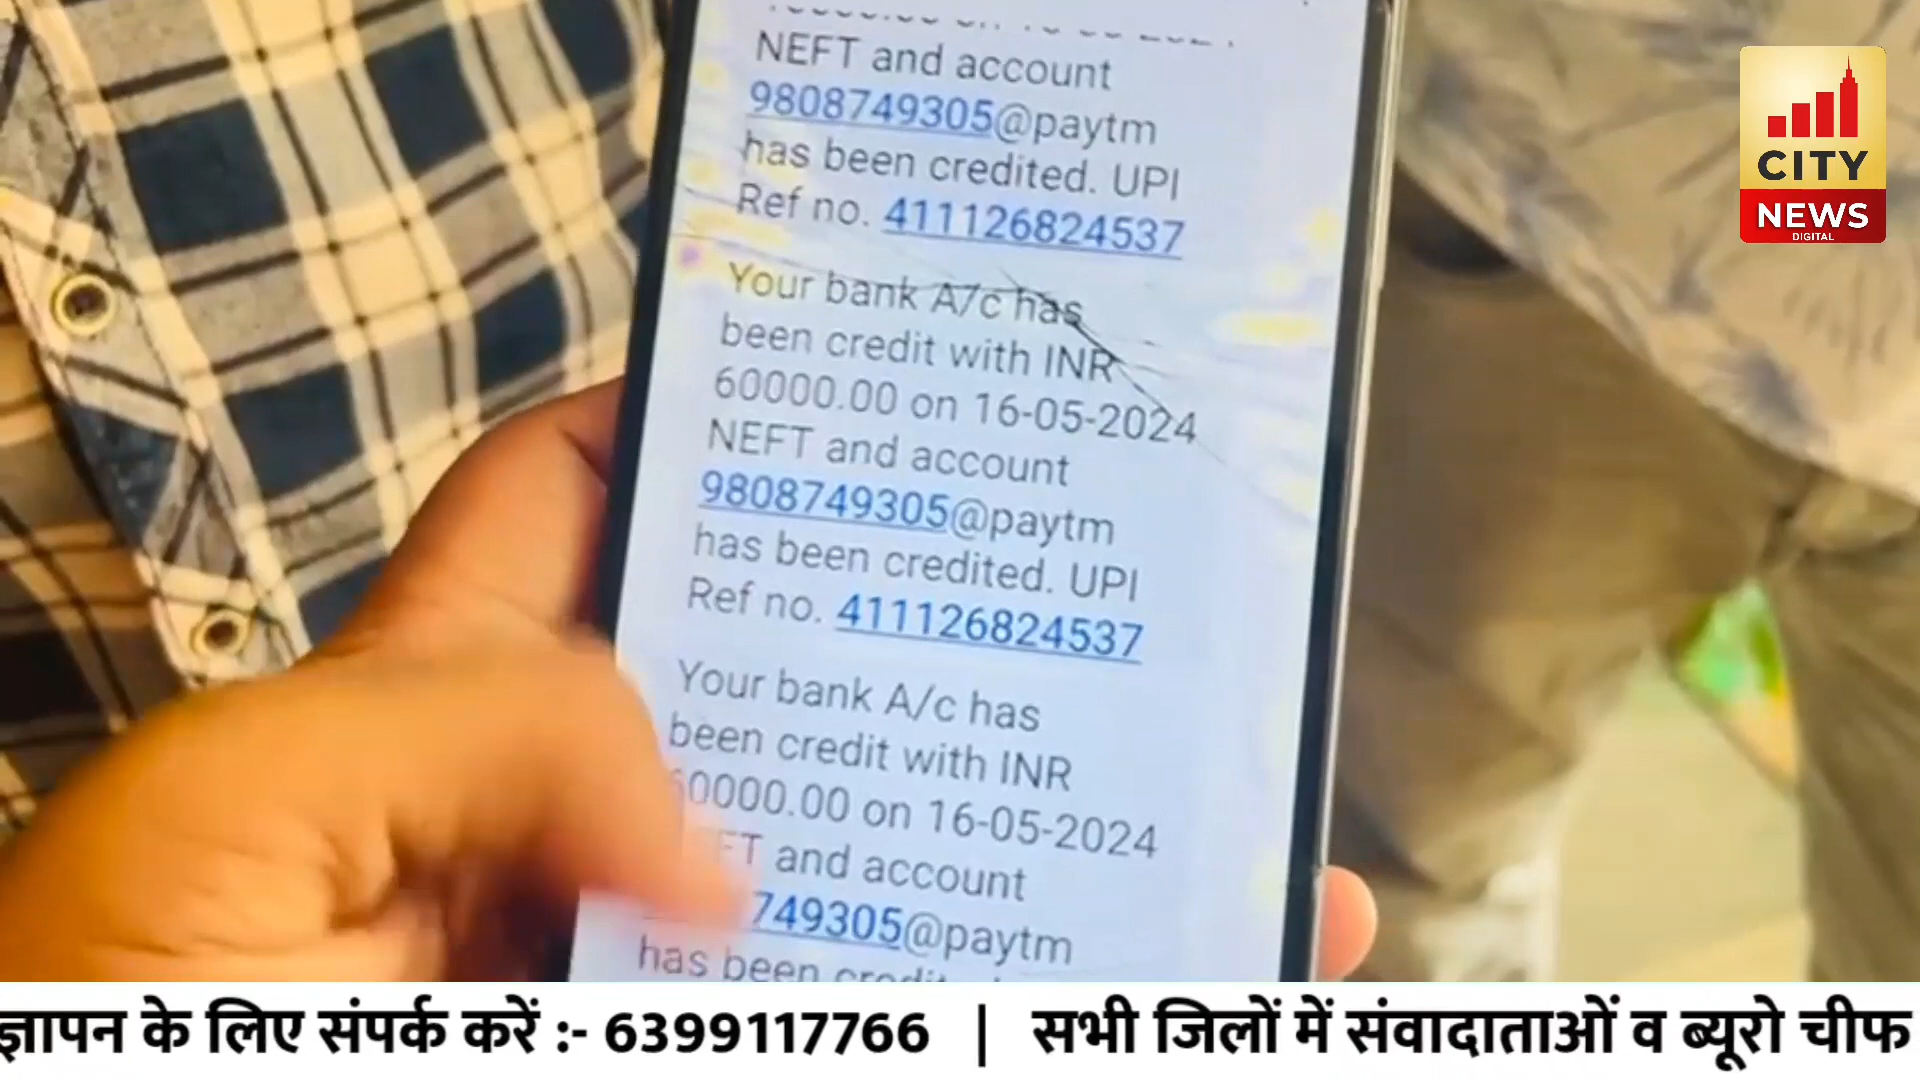 NEFT and account
9808749305@paytm
has been credited. UPI
Ref no. 411126824537
Your bank A/c has
been credit with INR
60000.00 on 16-05-2024
NEFT and account
9808749305@paytm
has been credited. UPI
Ref no. 411126824537
Your bank A/c has
been credit with INR
60000.00 on 16-05-2024
and account
749305@paytm
has been
CITY
NEWS
DIGITAL
ज्ञापन के लिए संपर्क करें :- 6399117766 | सभी जिलों में संवादाताओं व ब्यूरो चीफ